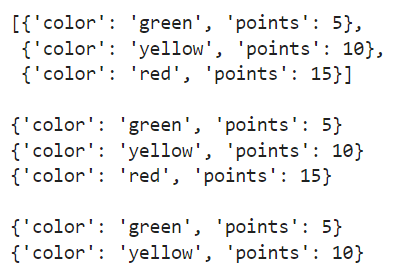 [{'color': 'green', 'points': 5},
 {'color': 'yellow', 'points': 10},
 {'color': 'red', 'points': 15}]

{'color': 'green', 'points': 5}
{'color': 'yellow', 'points': 10}
{'color': 'red', 'points': 15}

{'color': 'green', 'points': 5}
{'color': 'yellow', 'points': 10}